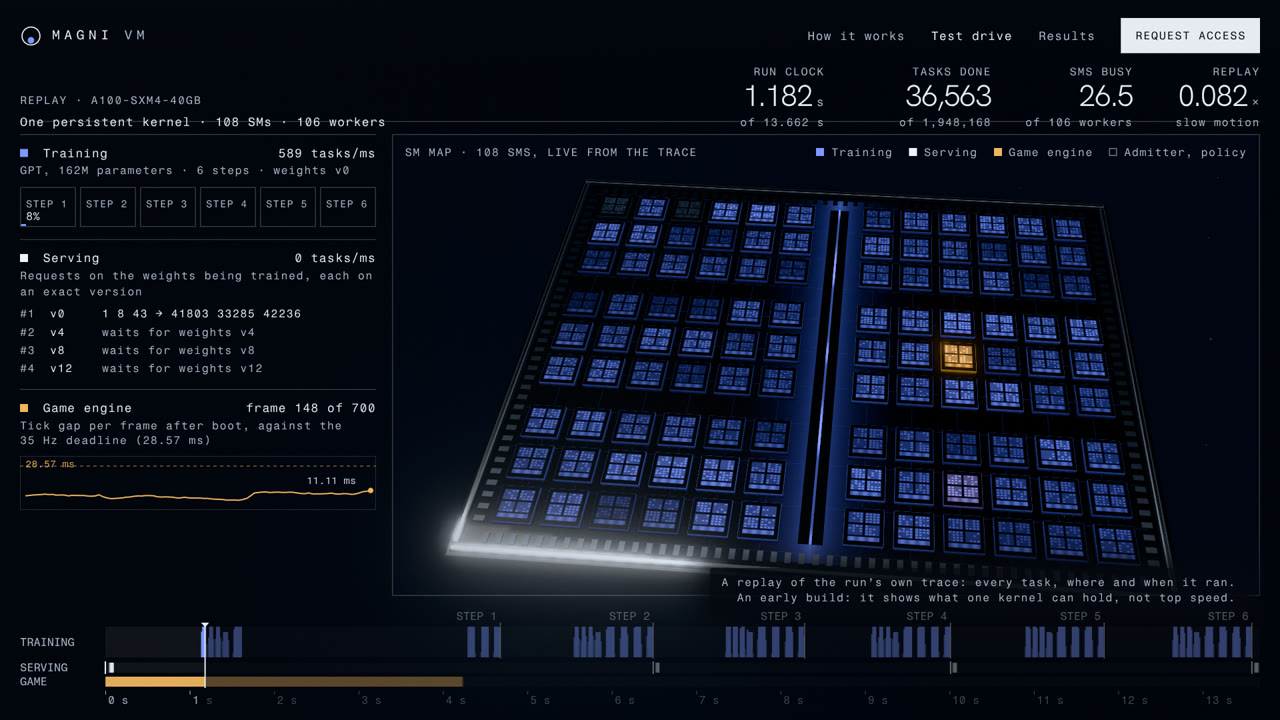 MAGNI VM
How it works Test drive Results REQUEST ACCESS
RUN CLOCK TASKS DONE SMS BUSY REPLAY
1.182 s 36,563 26.5 0.082 ×
of 13.662 s of 1,948,168 of 106 workers slow motion
REPLAY · A100-SXM4-40GB
One persistent kernel · 108 SMs · 106 workers
Training 589 tasks/ms
GPT, 162M parameters · 6 steps · weights v0
STEP 1 STEP 2 STEP 3 STEP 4 STEP 5 STEP 6
8%
Serving 0 tasks/ms
Requests on the weights being trained, each on
an exact version
#1 v0 1 8 43 → 41803 33285 42236
#2 v4 waits for weights v4
#3 v8 waits for weights v8
#4 v12 waits for weights v12
Game engine frame 148 of 700
Tick gap per frame after boot, against the
35 Hz deadline (28.57 ms)
28.57 ms
11.11 ms
SM MAP · 108 SMS, LIVE FROM THE TRACE
Training Serving Game engine Admitter, policy
A replay of the run's own trace: every task, where and when it ran.
An early build: it shows what one kernel can hold, not top speed.
STEP 1 STEP 2 STEP 3 STEP 4 STEP 5 STEP 6
TRAINING
SERVING
GAME
0 s 1 s 2 s 3 s 4 s 5 s 6 s 7 s 8 s 9 s 10 s 11 s 12 s 13 s